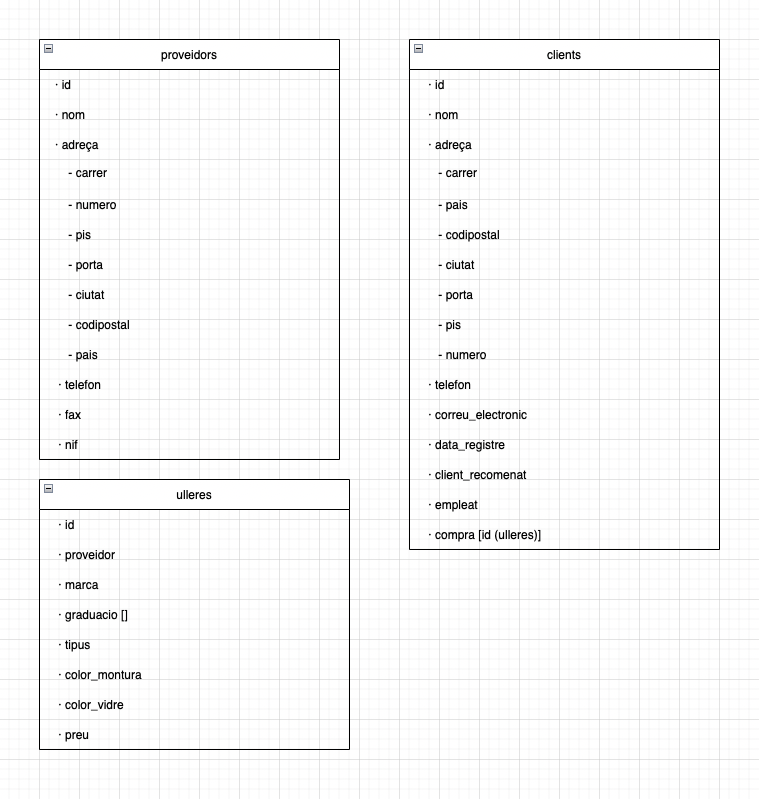 proveidors
· id
· nom
· adreça
- carrer
- numero
- pis
- porta
- ciutat
- codipostal
- pais
· telefon
· fax
· nif
clients
· id
· nom
· adreça
- carrer
- pais
- codipostal
- ciutat
- porta
- pis
- numero
· telefon
· correu_electronic
· data_registre
· client_recomenat
· empleat
· compra [id (ulleres)]
ulleres
· id
· proveidor
· marca
· graduacio []
· tipus
· color_montura
· color_vidre
· preu